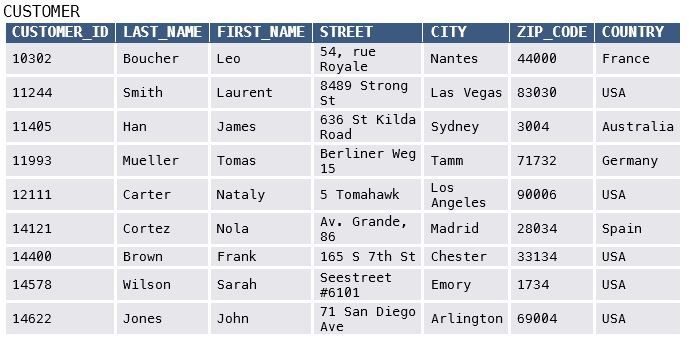 CUSTOMER
CUSTOMER_ID LAST_NAME FIRST_NAME STREET CITY ZIP_CODE COUNTRY
10302 Boucher Leo 54, rue Royale Nantes 44000 France
11244 Smith Laurent 8489 Strong St Las Vegas 83030 USA
11405 Han James 636 St Kilda Road Sydney 3004 Australia
11993 Mueller Tomas Berliner Weg 15 Tamm 71732 Germany
12111 Carter Nataly 5 Tomahawk Los Angeles 90006 USA
14121 Cortez Nola Av. Grande, 86 Madrid 28034 Spain
14400 Brown Frank 165 S 7th St Chester 33134 USA
14578 Wilson Sarah Seestreet #6101 Emory 1734 USA
14622 Jones John 71 San Diego Ave Arlington 69004 USA